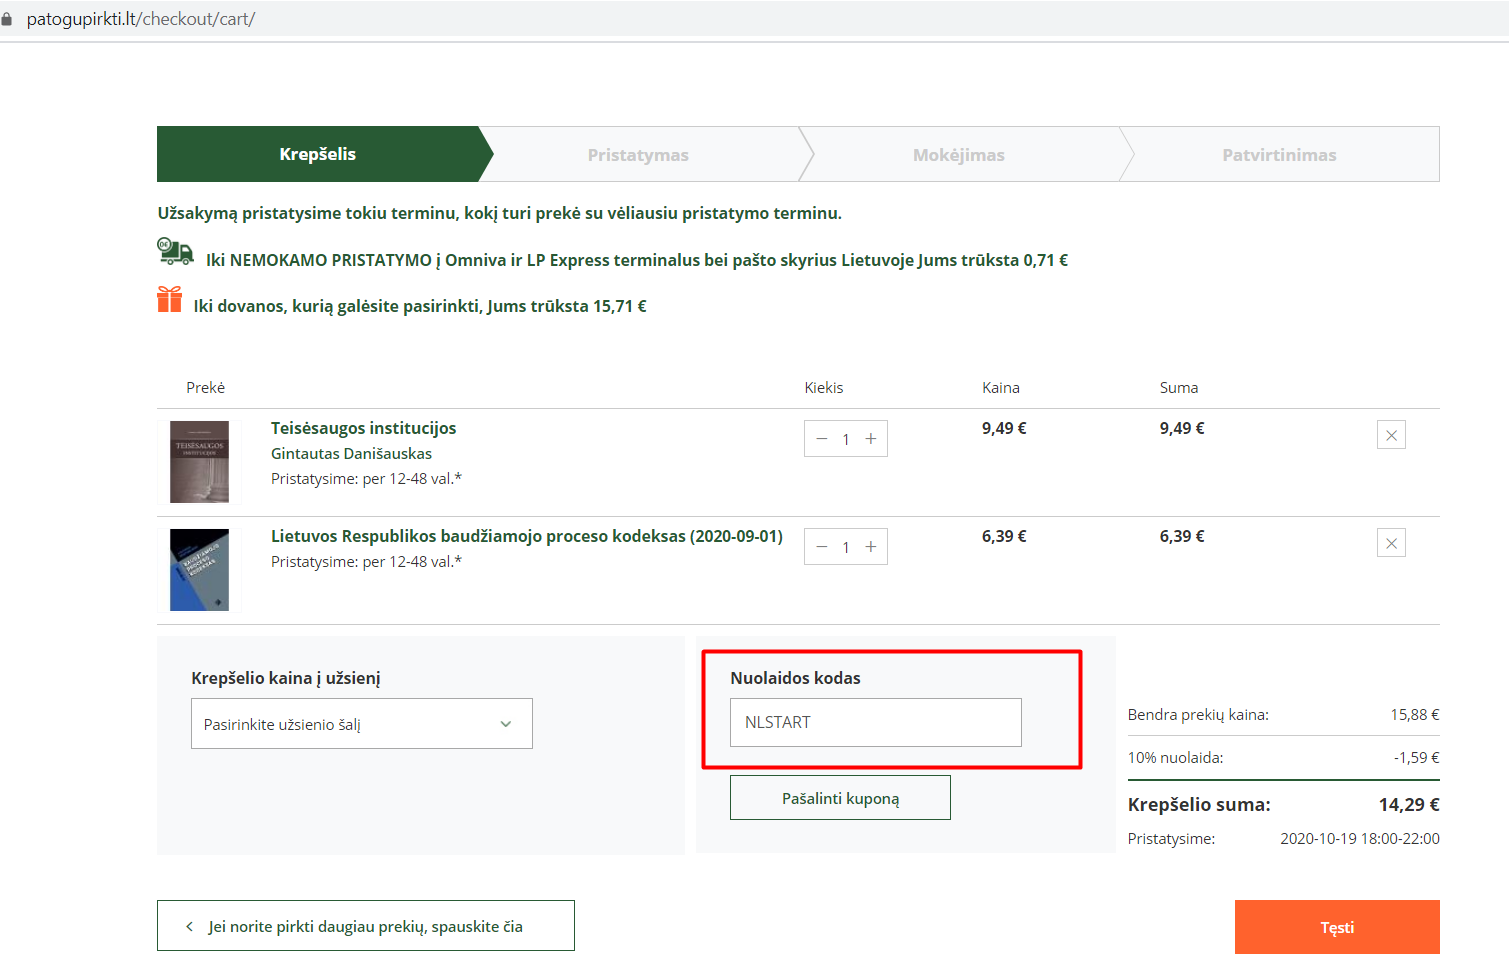 patogupirkti.lt/checkout/cart/
Krepšelis
Pristatymas
Mokėjimas
Patvirtinimas
Užsakymą pristatysime tokiu terminu, kokį turi prekė su vėliausiu pristatymo terminu.
0€
Iki NEMOKAMO PRISTATYMO į Omniva ir LP Express terminalus bei pašto skyrius Lietuvoje Jums trūksta 0,71 €
Iki dovanos, kurią galėsite pasirinkti, Jums trūksta 15,71 €
Prekė
Kiekis
Kaina
Suma
TEISĖSAUGOS
INSTITUCIJOS
Teisėsaugos institucijos
Gintautas Danišauskas
Pristatysime: per 12-48 val.*
− 1 +
9,49 €
9,49 €
BAUDŽIAMOJO
PROCESO
KODEKSAS
Lietuvos Respublikos baudžiamojo proceso kodeksas (2020-09-01)
Pristatysime: per 12-48 val.*
− 1 +
6,39 €
6,39 €
Krepšelio kaina į užsienį
Pasirinkite užsienio šalį
Nuolaidos kodas
NLSTART
Pašalinti kuponą
Bendra prekių kaina: 15,88 €
10% nuolaida: -1,59 €
Krepšelio suma: 14,29 €
Pristatysime: 2020-10-19 18:00-22:00
Jei norite pirkti daugiau prekių, spauskite čia
Tęsti